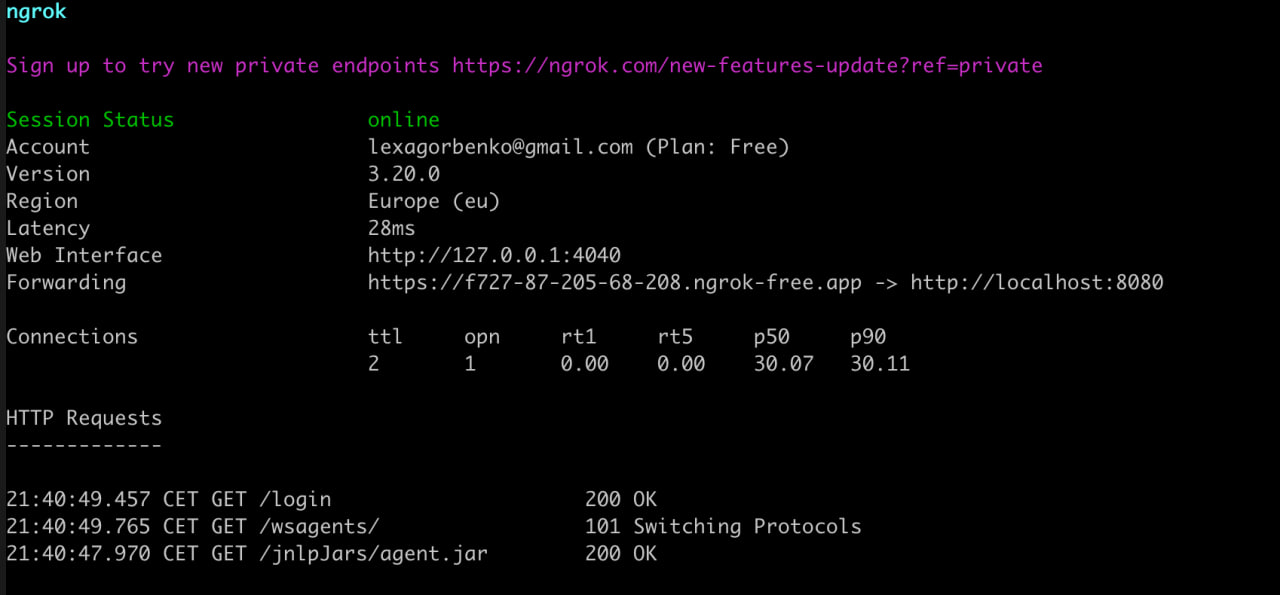 ngrok
Sign up to try new private endpoints https://ngrok.com/new-features-update?ref=private
Session Status online
Account lexagorbenko@gmail.com (Plan: Free)
Version 3.20.0
Region Europe (eu)
Latency 28ms
Web Interface http://127.0.0.1:4040
Forwarding https://f727-87-205-68-208.ngrok-free.app -> http://localhost:8080
Connections ttl opn rt1 rt5 p50 p90
2 1 0.00 0.00 30.07 30.11
HTTP Requests
-------------
21:40:49.457 CET GET /login 200 OK
21:40:49.765 CET GET /wsagents/ 101 Switching Protocols
21:40:47.970 CET GET /jnlpJars/agent.jar 200 OK